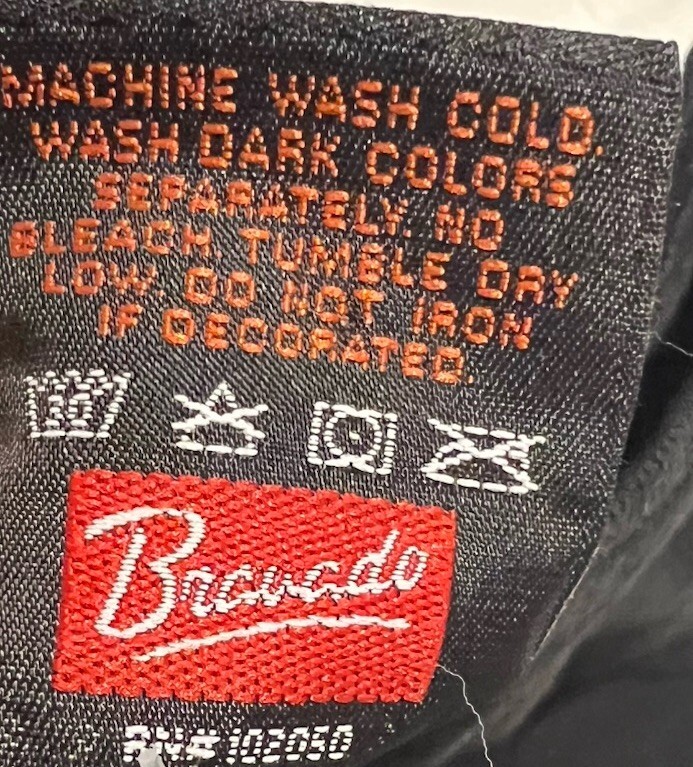 MACHINE WASH COLD.
WASH DARK COLORS
SEPARATELY. NO
BLEACH. TUMBLE DRY
LOW. DO NOT IRON
IF DECORATED.
30
Bravado
RN# 102050